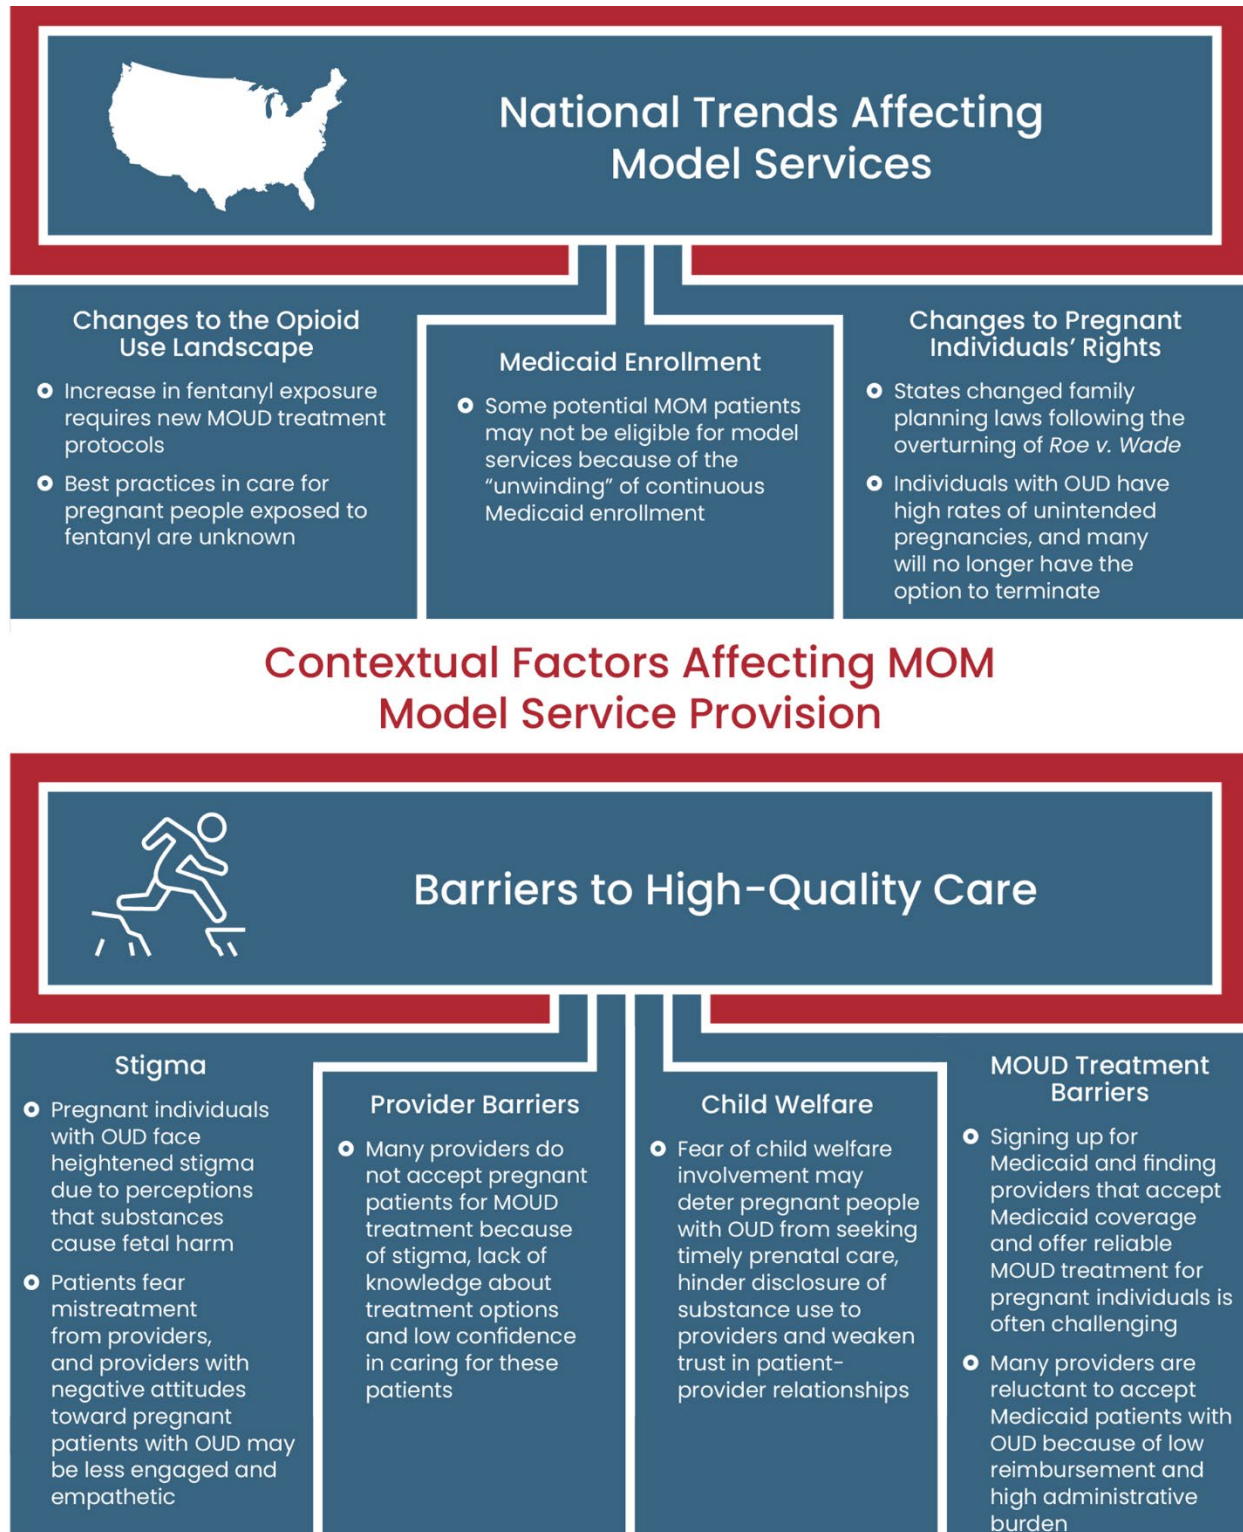 National Trends Affecting
Model Services
Changes to the Opioid
Use Landscape
Increase in fentanyl exposure
requires new MOUD treatment
protocols
Best practices in care for
pregnant people exposed to
fentanyl are unknown
Medicaid Enrollment
Some potential MOM patients
may not be eligible for model
services because of the
“unwinding” of continuous
Medicaid enrollment
Changes to Pregnant
Individuals’ Rights
States changed family
planning laws following the
overturning of Roe v. Wade
Individuals with OUD have
high rates of unintended
pregnancies, and many
will no longer have the
option to terminate
Contextual Factors Affecting MOM
Model Service Provision
Barriers to High-Quality Care
Stigma
Pregnant individuals
with OUD face
heightened stigma
due to perceptions
that substances
cause fetal harm
Patients fear
mistreatment
from providers,
and providers with
negative attitudes
toward pregnant
patients with OUD may
be less engaged and
empathetic
Provider Barriers
Many providers do
not accept pregnant
patients for MOUD
treatment because
of stigma, lack of
knowledge about
treatment options
and low confidence
in caring for these
patients
Child Welfare
Fear of child welfare
involvement may
deter pregnant people
with OUD from seeking
timely prenatal care,
hinder disclosure of
substance use to
providers and weaken
trust in patient-
provider relationships
MOUD Treatment
Barriers
Signing up for
Medicaid and finding
providers that accept
Medicaid coverage
and offer reliable
MOUD treatment for
pregnant individuals is
often challenging
Many providers are
reluctant to accept
Medicaid patients with
OUD because of low
reimbursement and
high administrative
burden